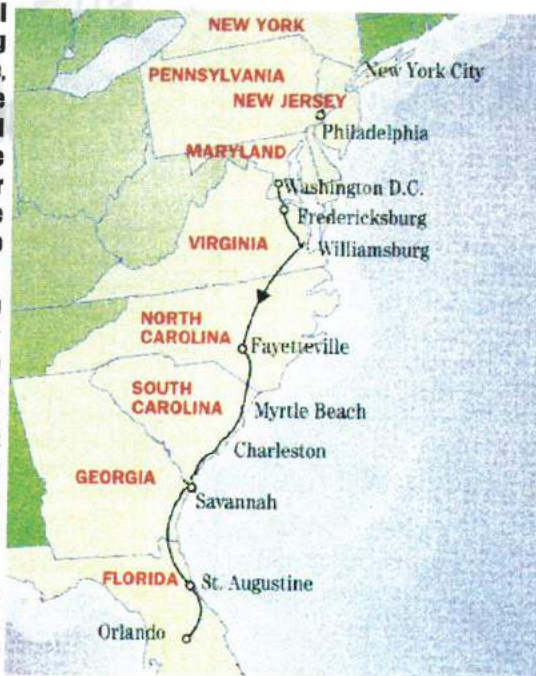 NEW YORK
PENNSYLVANIA
New York City
NEW JERSEY
Philadelphia
MARYLAND
Washington D.C.
Fredericksburg
VIRGINIA
Williamsburg
NORTH
CAROLINA
Fayetteville
SOUTH
CAROLINA
Myrtle Beach
Charleston
GEORGIA
Savannah
FLORIDA
St. Augustine
Orlando